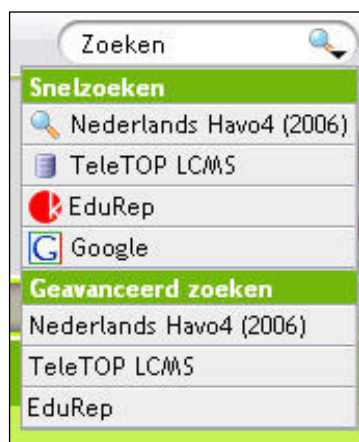 Zoeken
Snelzoeken
Nederlands Havo4 (2006)
TeleTOP LCMS
EduRep
Google
Geavanceerd zoeken
Nederlands Havo4 (2006)
TeleTOP LCMS
EduRep